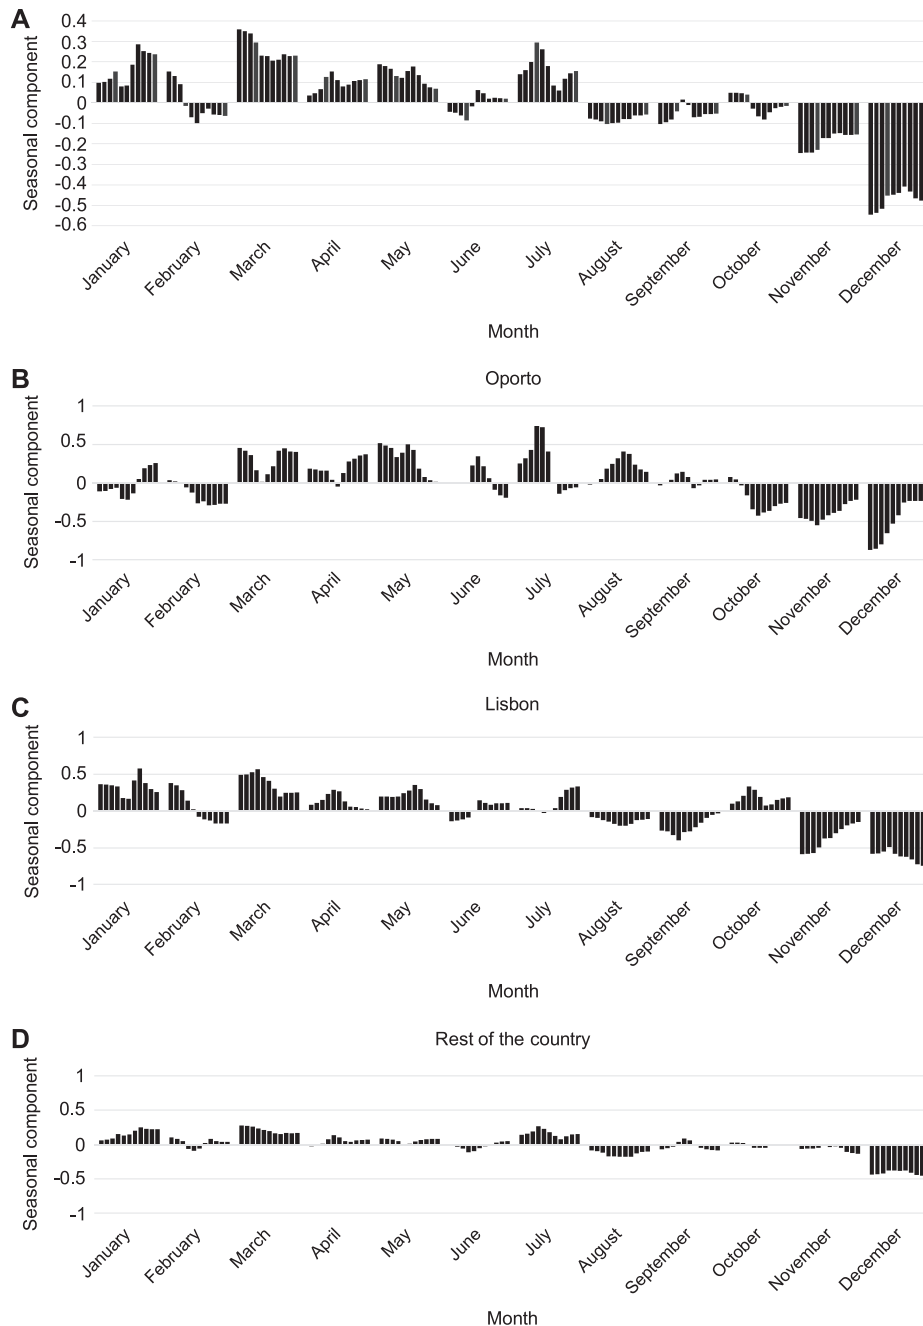 A
Seasonal component
0.4
0.3
0.2
0.1
0
-0.1
-0.2
-0.3
-0.4
-0.5
-0.6
January
February
March
April
May
June
July
August
September
October
November
December
Month
B
Oporto
Seasonal component
1
0.5
0
-0.5
-1
January
February
March
April
May
June
July
August
September
October
November
December
Month
C
Lisbon
Seasonal component
1
0.5
0
-0.5
-1
January
February
March
April
May
June
July
August
September
October
November
December
Month
D
Rest of the country
Seasonal component
1
0.5
0
-0.5
-1
January
February
March
April
May
June
July
August
September
October
November
December
Month